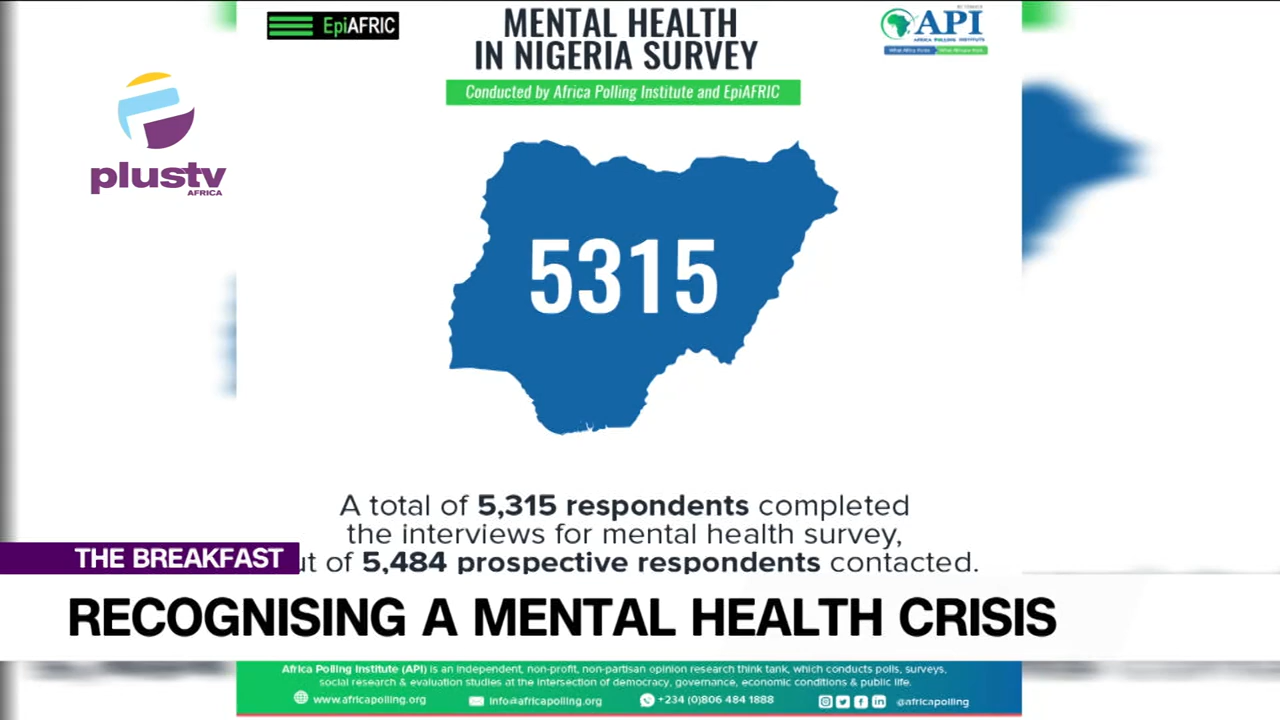 EpiAFRIC
MENTAL HEALTH
IN NIGERIA SURVEY
Conducted by Africa Polling Institute and EpiAFRIC
API
AFRICA POLLING INSTITUTE
plustv
AFRICA
5315
A total of 5,315 respondents completed
the interviews for mental health survey,
ut of 5,484 prospective respondents contacted.
THE BREAKFAST
RECOGNISING A MENTAL HEALTH CRISIS
Africa Polling Institute (API) is an independent, non-profit, non-partisan opinion research think tank, which conducts polls, surveys,
social research & evaluation studies at the intersection of democracy, governance, economic conditions & public life.
www.africapolling.org info@africapolling.org +234 (0)806 484 1888 @africapolling